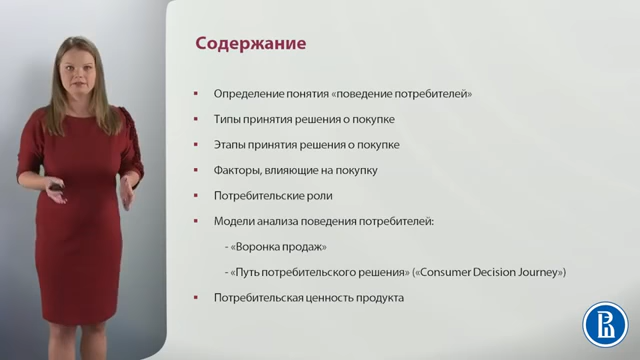 Содержание
Определение понятия «поведение потребителей»
Типы принятия решения о покупке
Этапы принятия решения о покупке
Факторы, влияющие на покупку
Потребительские роли
Модели анализа поведения потребителей:
- «Воронка продаж»
- «Путь потребительского решения» («Consumer Decision Journey»)
Потребительская ценность продукта